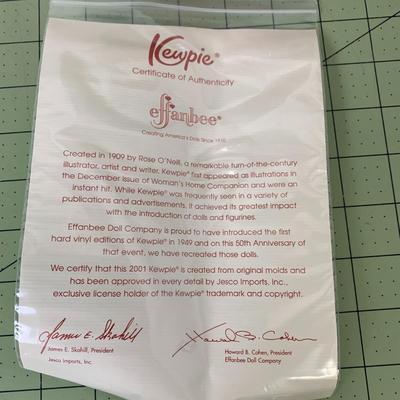 Kewpie®
Certificate of Authenticity
effanbee®
Creating America's Dolls Since 1910
Created in 1909 by Rose O'Neill, a remarkable turn-of-the-century
illustrator, artist and writer, Kewpie® first appeared as illustrations in
the December issue of Woman's Home Companion and were an
instant hit. While Kewpie® was frequently seen in a variety of
publications and advertisements, it achieved its greatest impact
with the introduction of dolls and figurines.
Effanbee Doll Company is proud to have introduced the first
hard vinyl editions of Kewpie® in 1949 and on this 50th Anniversary of
that event, we have recreated those dolls.
We certify that this 2001 Kewpie® is created from original molds and
has been approved in every detail by Jesco Imports, Inc.,
exclusive license holder of the Kewpie® trademark and copyright.
James E. Skahill
James E. Skahill, President
Jesco Imports, Inc.
Howard B. Cohen, President
Effanbee Doll Company